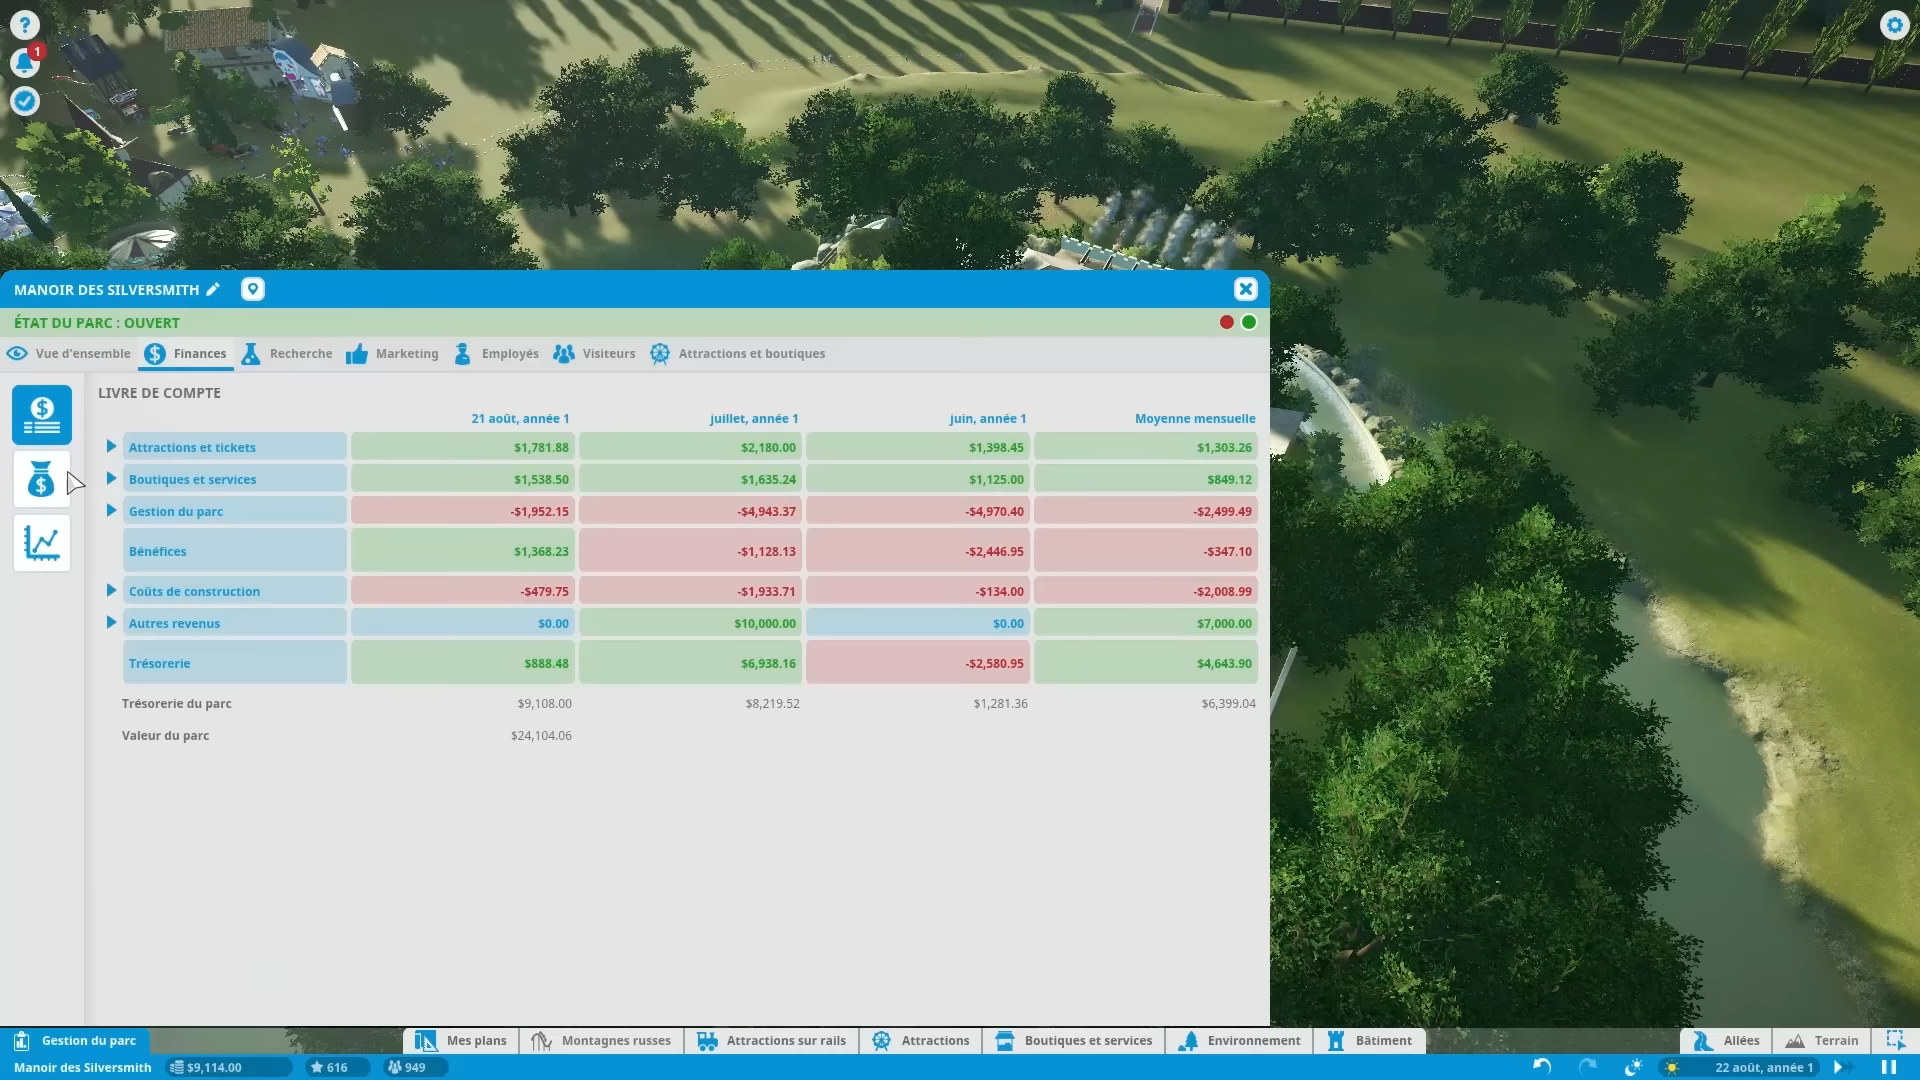 ?
1
MANOIR DES SILVERSMITH
ÉTAT DU PARC : OUVERT
Vue d'ensemble Finances Recherche Marketing Employés Visiteurs Attractions et boutiques
LIVRE DE COMPTE
21 août, année 1 juillet, année 1 juin, année 1 Moyenne mensuelle
Attractions et tickets $1,781.88 $2,180.00 $1,398.45 $1,303.26
Boutiques et services $1,538.50 $1,635.24 $1,125.00 $849.12
Gestion du parc -$1,952.15 -$4,943.37 -$4,970.40 -$2,499.49
Bénéfices $1,368.23 -$1,128.13 -$2,446.95 -$347.10
Coûts de construction -$479.75 -$1,933.71 -$134.00 -$2,008.99
Autres revenus $0.00 $10,000.00 $0.00 $7,000.00
Trésorerie $888.48 $6,938.16 -$2,580.95 $4,643.90
Trésorerie du parc $9,108.00 $8,219.52 $1,281.36 $6,399.04
Valeur du parc $24,104.06
Gestion du parc Mes plans Montagnes russes Attractions sur rails Attractions Boutiques et services Environnement Bâtiment Allées Terrain
Manoir des Silversmith $9,114.00 616 949 22 août, année 1